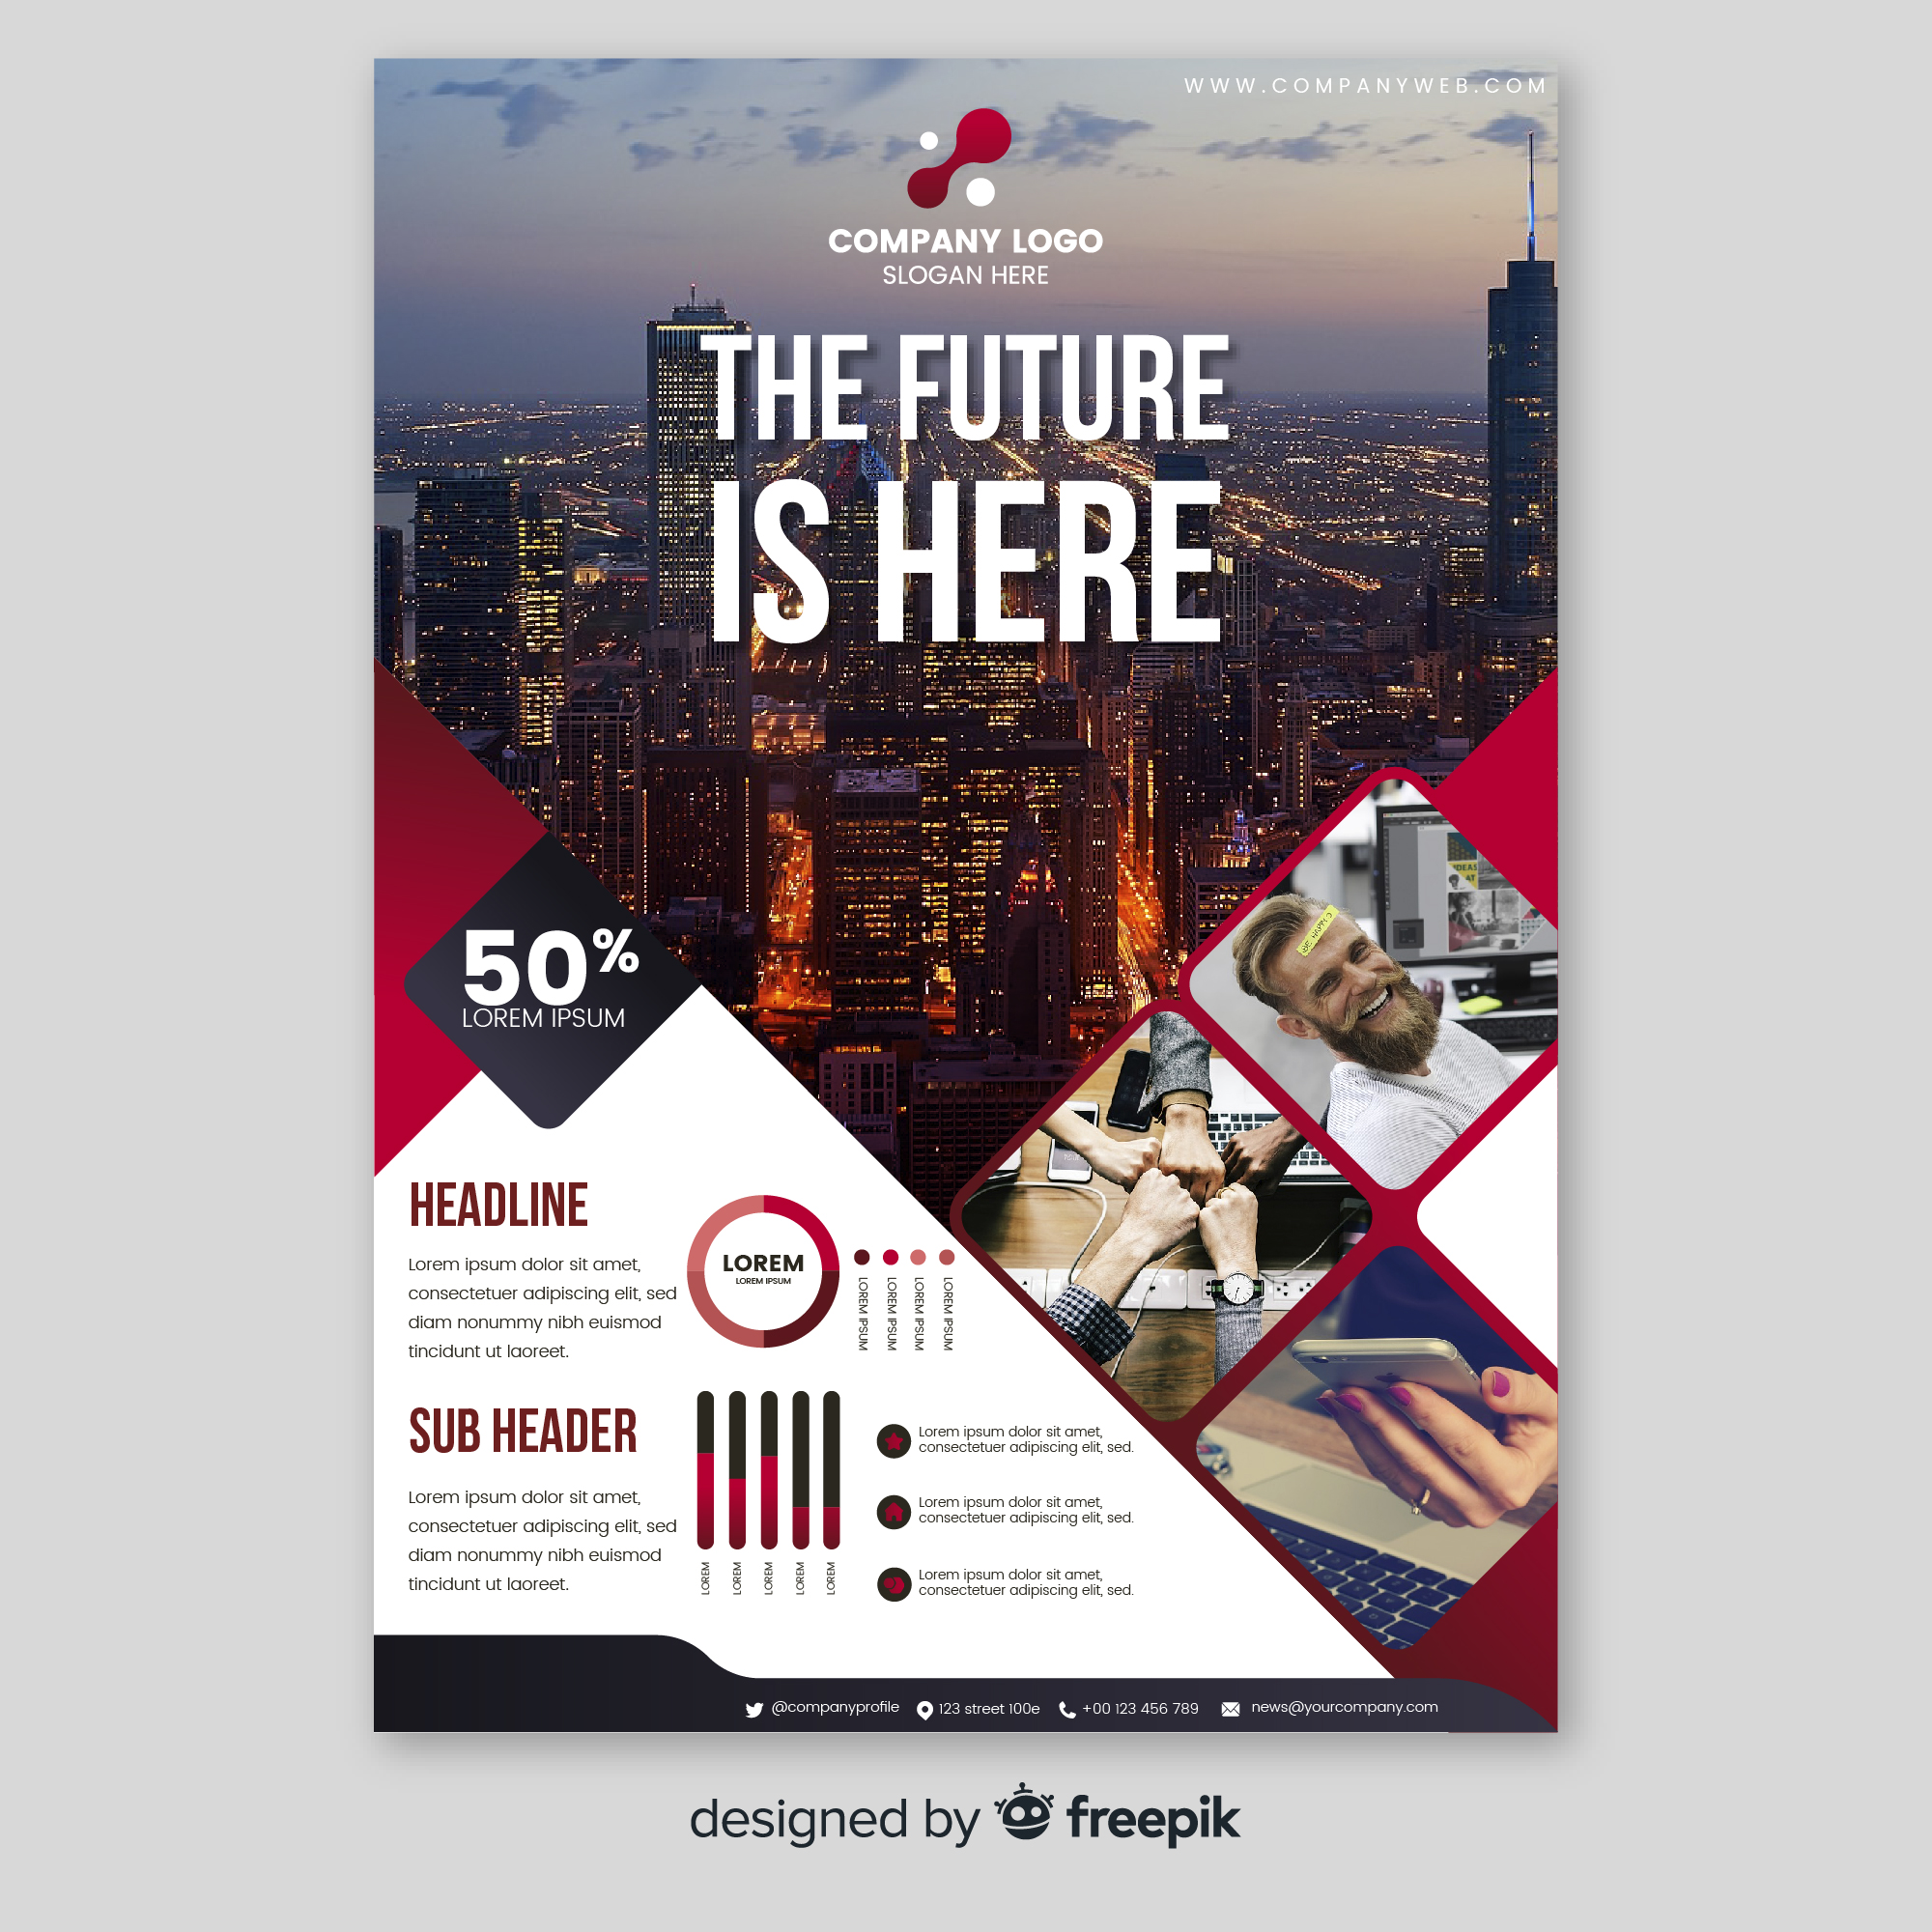 WWW.COMPANYWEB.COM
COMPANY LOGO
SLOGAN HERE
THE FUTURE
IS HERE
IDEAS
AT
BE HAPPY
50%
LOREM IPSUM
HEADLINE
Lorem ipsum dolor sit amet,
consectetuer adipiscing elit, sed
diam nonummy nibh euismod
tincidunt ut laoreet.
LOREM
LOREM IPSUM
LOREM IPSUM
LOREM IPSUM
LOREM IPSUM
LOREM IPSUM
SUB HEADER
Lorem ipsum dolor sit amet,
consectetuer adipiscing elit, sed
diam nonummy nibh euismod
tincidunt ut laoreet.
LOREM
LOREM
LOREM
LOREM
LOREM
Lorem ipsum dolor sit amet,
consectetuer adipiscing elit, sed.
Lorem ipsum dolor sit amet,
consectetuer adipiscing elit, sed.
Lorem ipsum dolor sit amet,
consectetuer adipiscing elit, sed.
@companyprofile 123 street 100e +00 123 456 789 news@yourcompany.com
designed by freepik